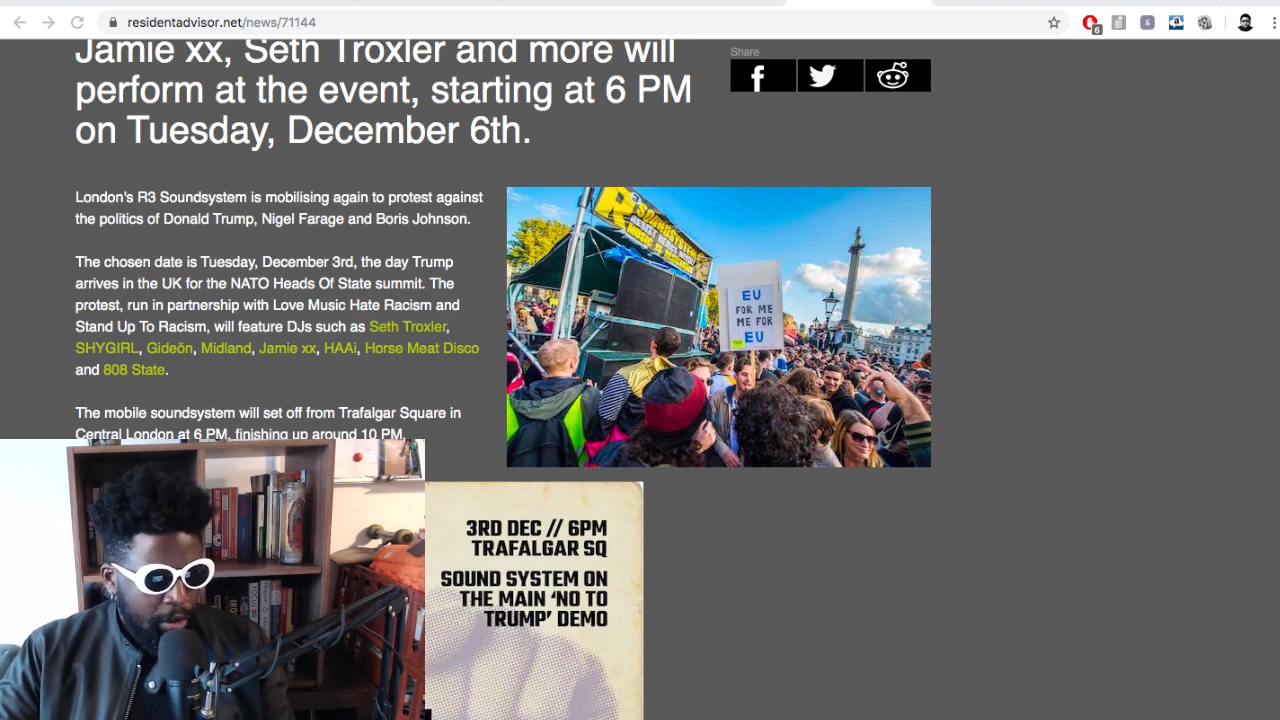 residentadvisor.net/news/71144
6
Jamie xx, Seth Troxler and more will
perform at the event, starting at 6 PM
on Tuesday, December 6th.
Share
London's R3 Soundsystem is mobilising again to protest against
the politics of Donald Trump, Nigel Farage and Boris Johnson.
The chosen date is Tuesday, December 3rd, the day Trump
arrives in the UK for the NATO Heads Of State summit. The
protest, run in partnership with Love Music Hate Racism and
Stand Up To Racism, will feature DJs such as Seth Troxler,
SHYGIRL, Gideön, Midland, Jamie xx, HAAi, Horse Meat Disco
and 808 State.
The mobile soundsystem will set off from Trafalgar Square in
Central London at 6 PM, finishing up around 10 PM.
R3 SOUNDSYSTEM
EU
FOR ME
ME FOR
EU
3RD DEC // 6PM
TRAFALGAR SQ
SOUND SYSTEM ON
THE MAIN ‘NO TO
TRUMP’ DEMO